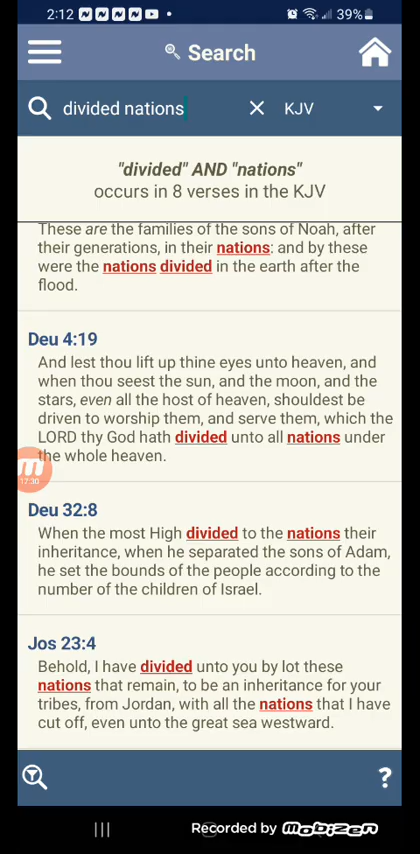 2:12 39%
Search
divided nations KJV
"divided" AND "nations"
occurs in 8 verses in the KJV
These are the families of the sons of Noah, after
their generations, in their nations: and by these
were the nations divided in the earth after the
flood.
Deu 4:19
And lest thou lift up thine eyes unto heaven, and
when thou seest the sun, and the moon, and the
stars, even all the host of heaven, shouldest be
driven to worship them, and serve them, which the
LORD thy God hath divided unto all nations under
the whole heaven.
17:30
Deu 32:8
When the most High divided to the nations their
inheritance, when he separated the sons of Adam,
he set the bounds of the people according to the
number of the children of Israel.
Jos 23:4
Behold, I have divided unto you by lot these
nations that remain, to be an inheritance for your
tribes, from Jordan, with all the nations that I have
cut off, even unto the great sea westward.
?
Recorded by mobizen